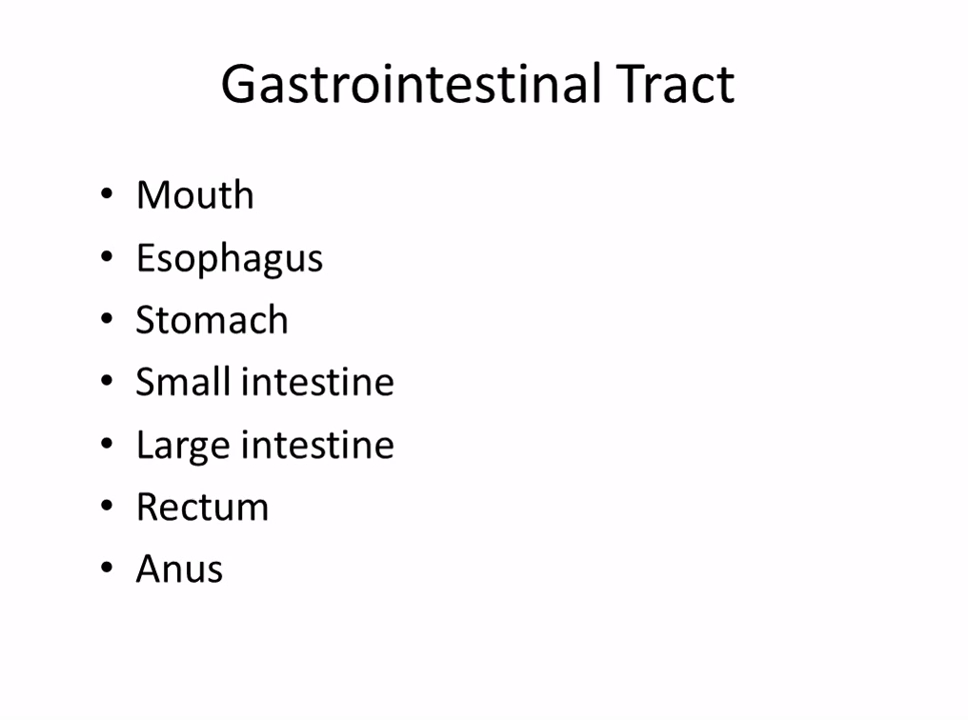 Gastrointestinal Tract
• Mouth
• Esophagus
• Stomach
• Small intestine
• Large intestine
• Rectum
• Anus